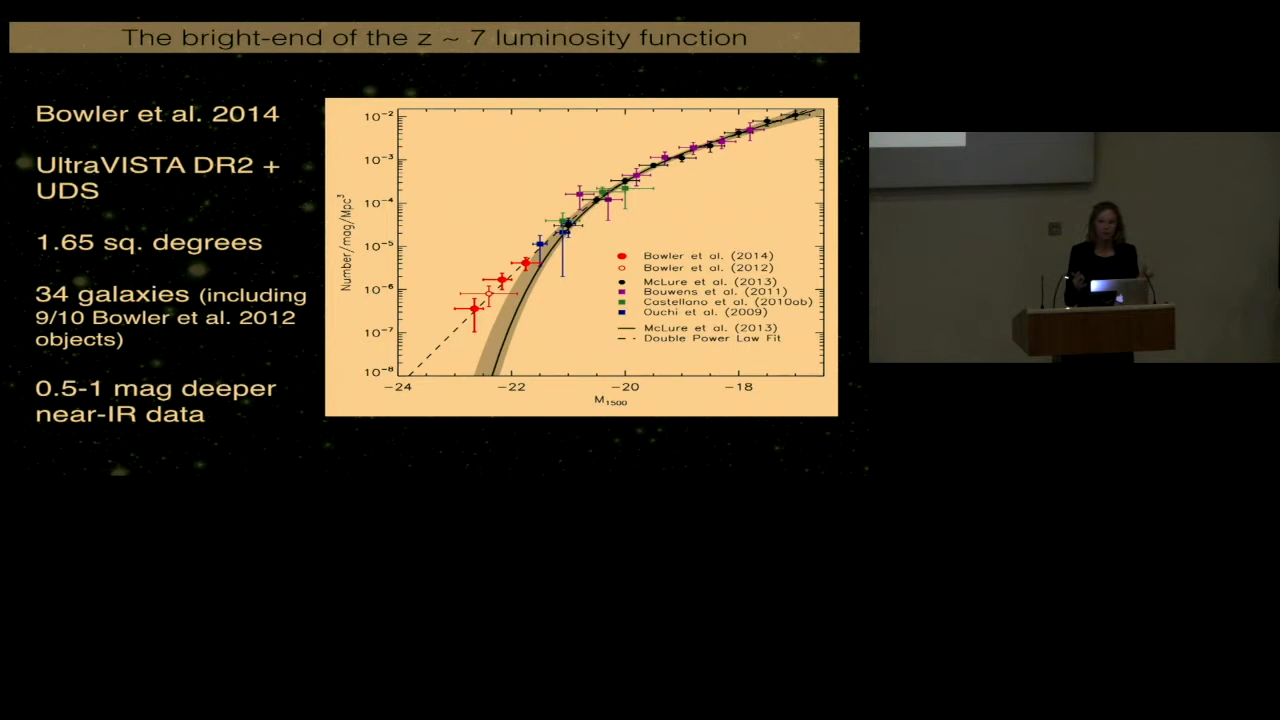 The bright-end of the z ~ 7 luminosity function
Bowler et al. 2014
UltraVISTA DR2 +
UDS
1.65 sq. degrees
34 galaxies (including
9/10 Bowler et al. 2012
objects)
0.5-1 mag deeper
near-IR data
10⁻²
10⁻³
10⁻⁴
10⁻⁵
10⁻⁶
10⁻⁷
10⁻⁸
Number/mag/Mpc³
Bowler et al. (2014)
Bowler et al. (2012)
McLure et al. (2013)
Bouwens et al. (2011)
Castellano et al. (2010ab)
Ouchi et al. (2009)
McLure et al. (2013)
Double Power Law Fit
−24 −22 −20 −18
M₁₅₀₀